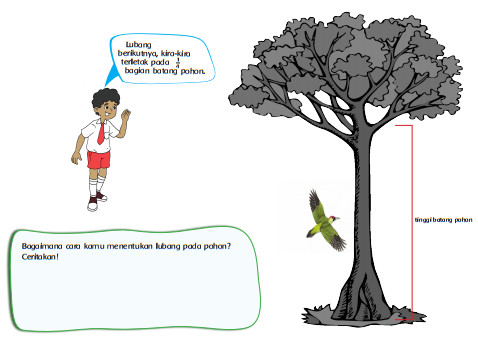 Lubang
berikutnya, kira-kira
terletak pada 1/4
bagian batang pohon.
tinggi batang pohon
Bagaimana cara kamu menentukan lubang pada pohon?
Ceritakan!